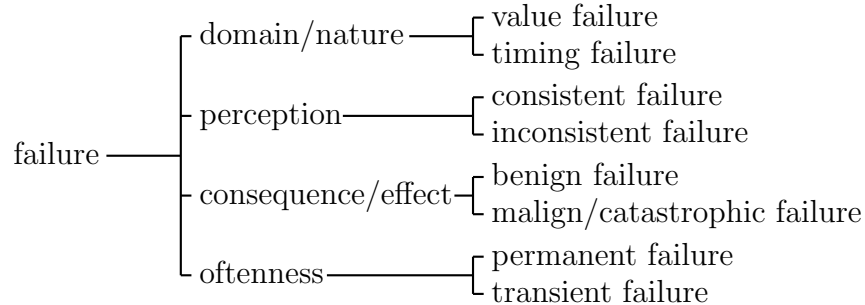 failure
domain/nature
value failure
timing failure
perception
consistent failure
inconsistent failure
consequence/effect
benign failure
malign/catastrophic failure
oftenness
permanent failure
transient failure